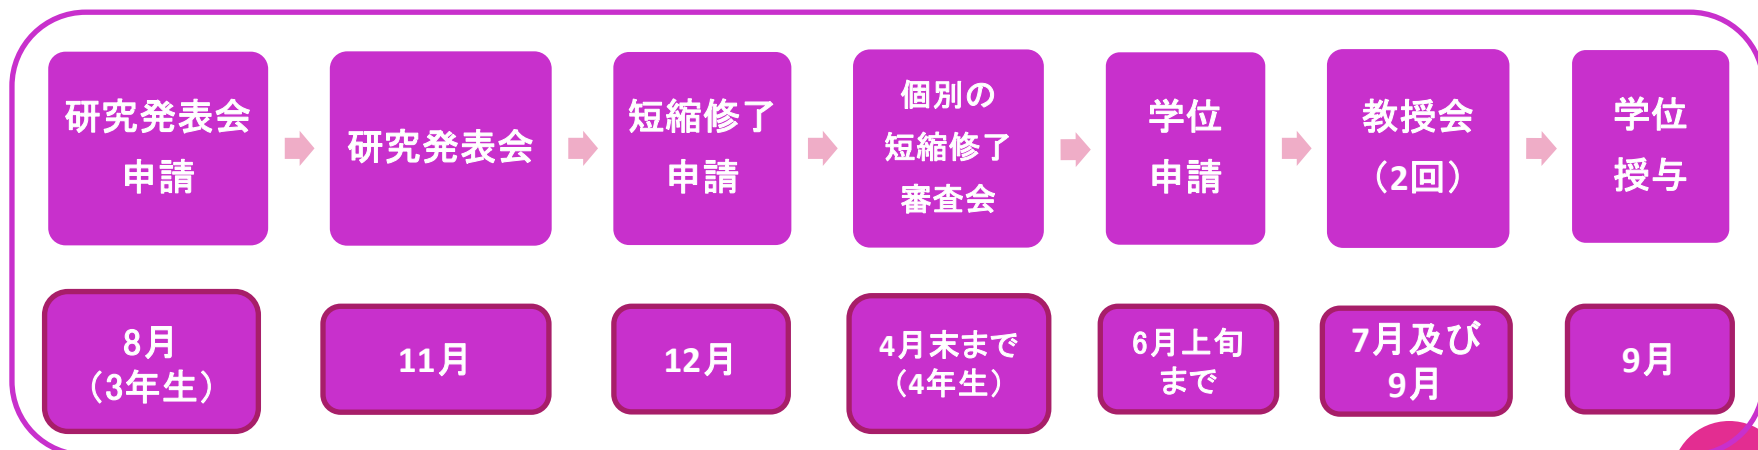 研究発表会
申請
研究発表会
短縮修了
申請
個別の
短縮修了
審査会
学位
申請
教授会
（2回）
学位
授与
8月
（3年生）
11月
12月
4月末まで
（4年生）
6月上旬
まで
7月及び
9月
9月